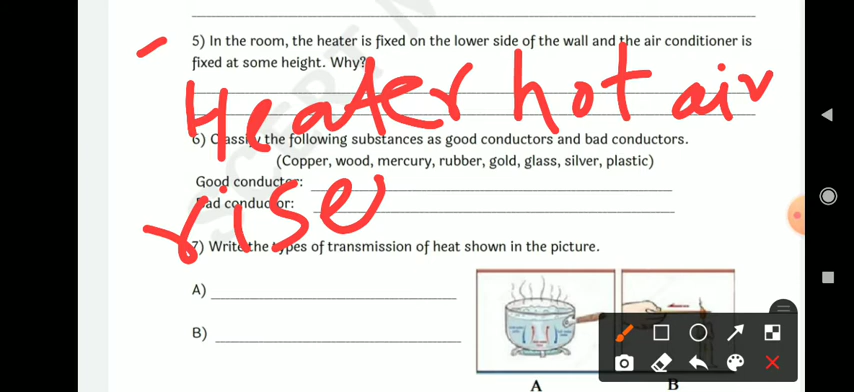 5) In the room, the heater is fixed on the lower side of the wall and the air conditioner is
fixed at some height. Why?
Heater hot air
rise
6) Classify the following substances as good conductors and bad conductors.
(Copper, wood, mercury, rubber, gold, glass, silver, plastic)
Good conductor:
Bad conductor:
7) Write the types of transmission of heat shown in the picture.
A)
B)
A
B